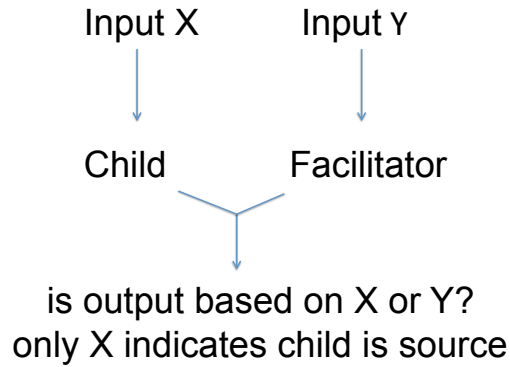 Input X Input Y
Child Facilitator
is output based on X or Y?
only X indicates child is source